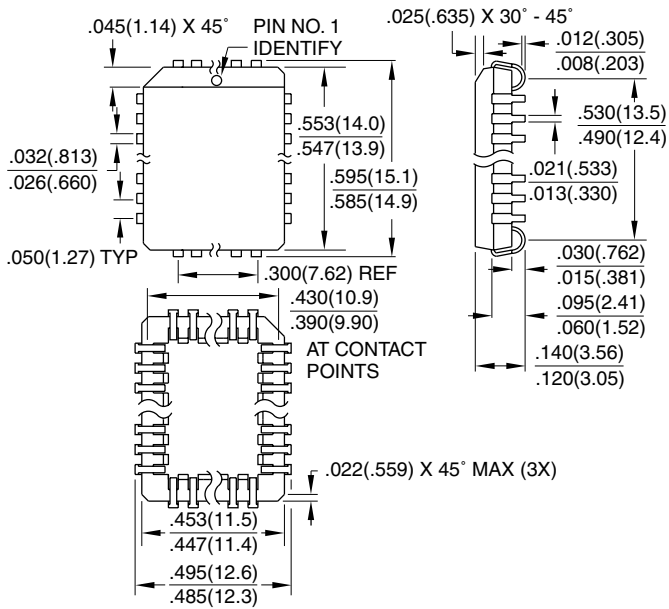 .045(1.14) X 45°
PIN NO. 1
IDENTIFY
.025(.635) X 30° - 45°
.012(.305)
.008(.203)
.553(14.0)
.547(13.9)
.595(15.1)
.585(14.9)
.032(.813)
.026(.660)
.050(1.27) TYP
.530(13.5)
.490(12.4)
.021(.533)
.013(.330)
.300(7.62) REF
.430(10.9)
.390(9.90)
AT CONTACT
POINTS
.030(.762)
.015(.381)
.095(2.41)
.060(1.52)
.140(3.56)
.120(3.05)
.022(.559) X 45° MAX (3X)
.453(11.5)
.447(11.4)
.495(12.6)
.485(12.3)